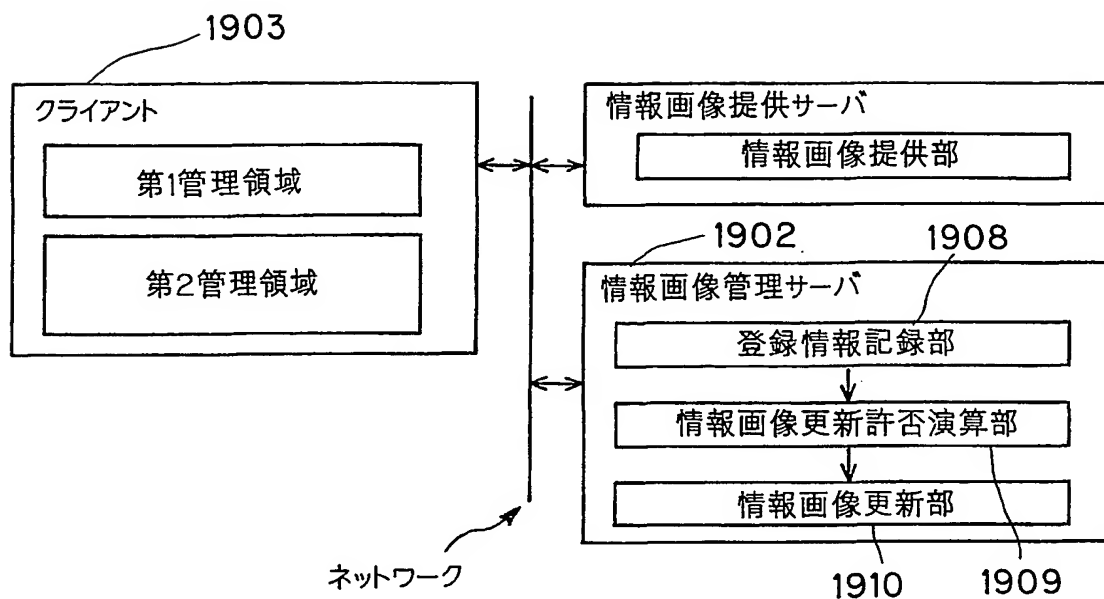 1903
クライアント
第1管理領域
第2管理領域
情報画像提供サーバ
情報画像提供部
1902
1908
情報画像管理サーバ
登録情報記録部
情報画像更新許否演算部
情報画像更新部
ネットワーク
1910
1909